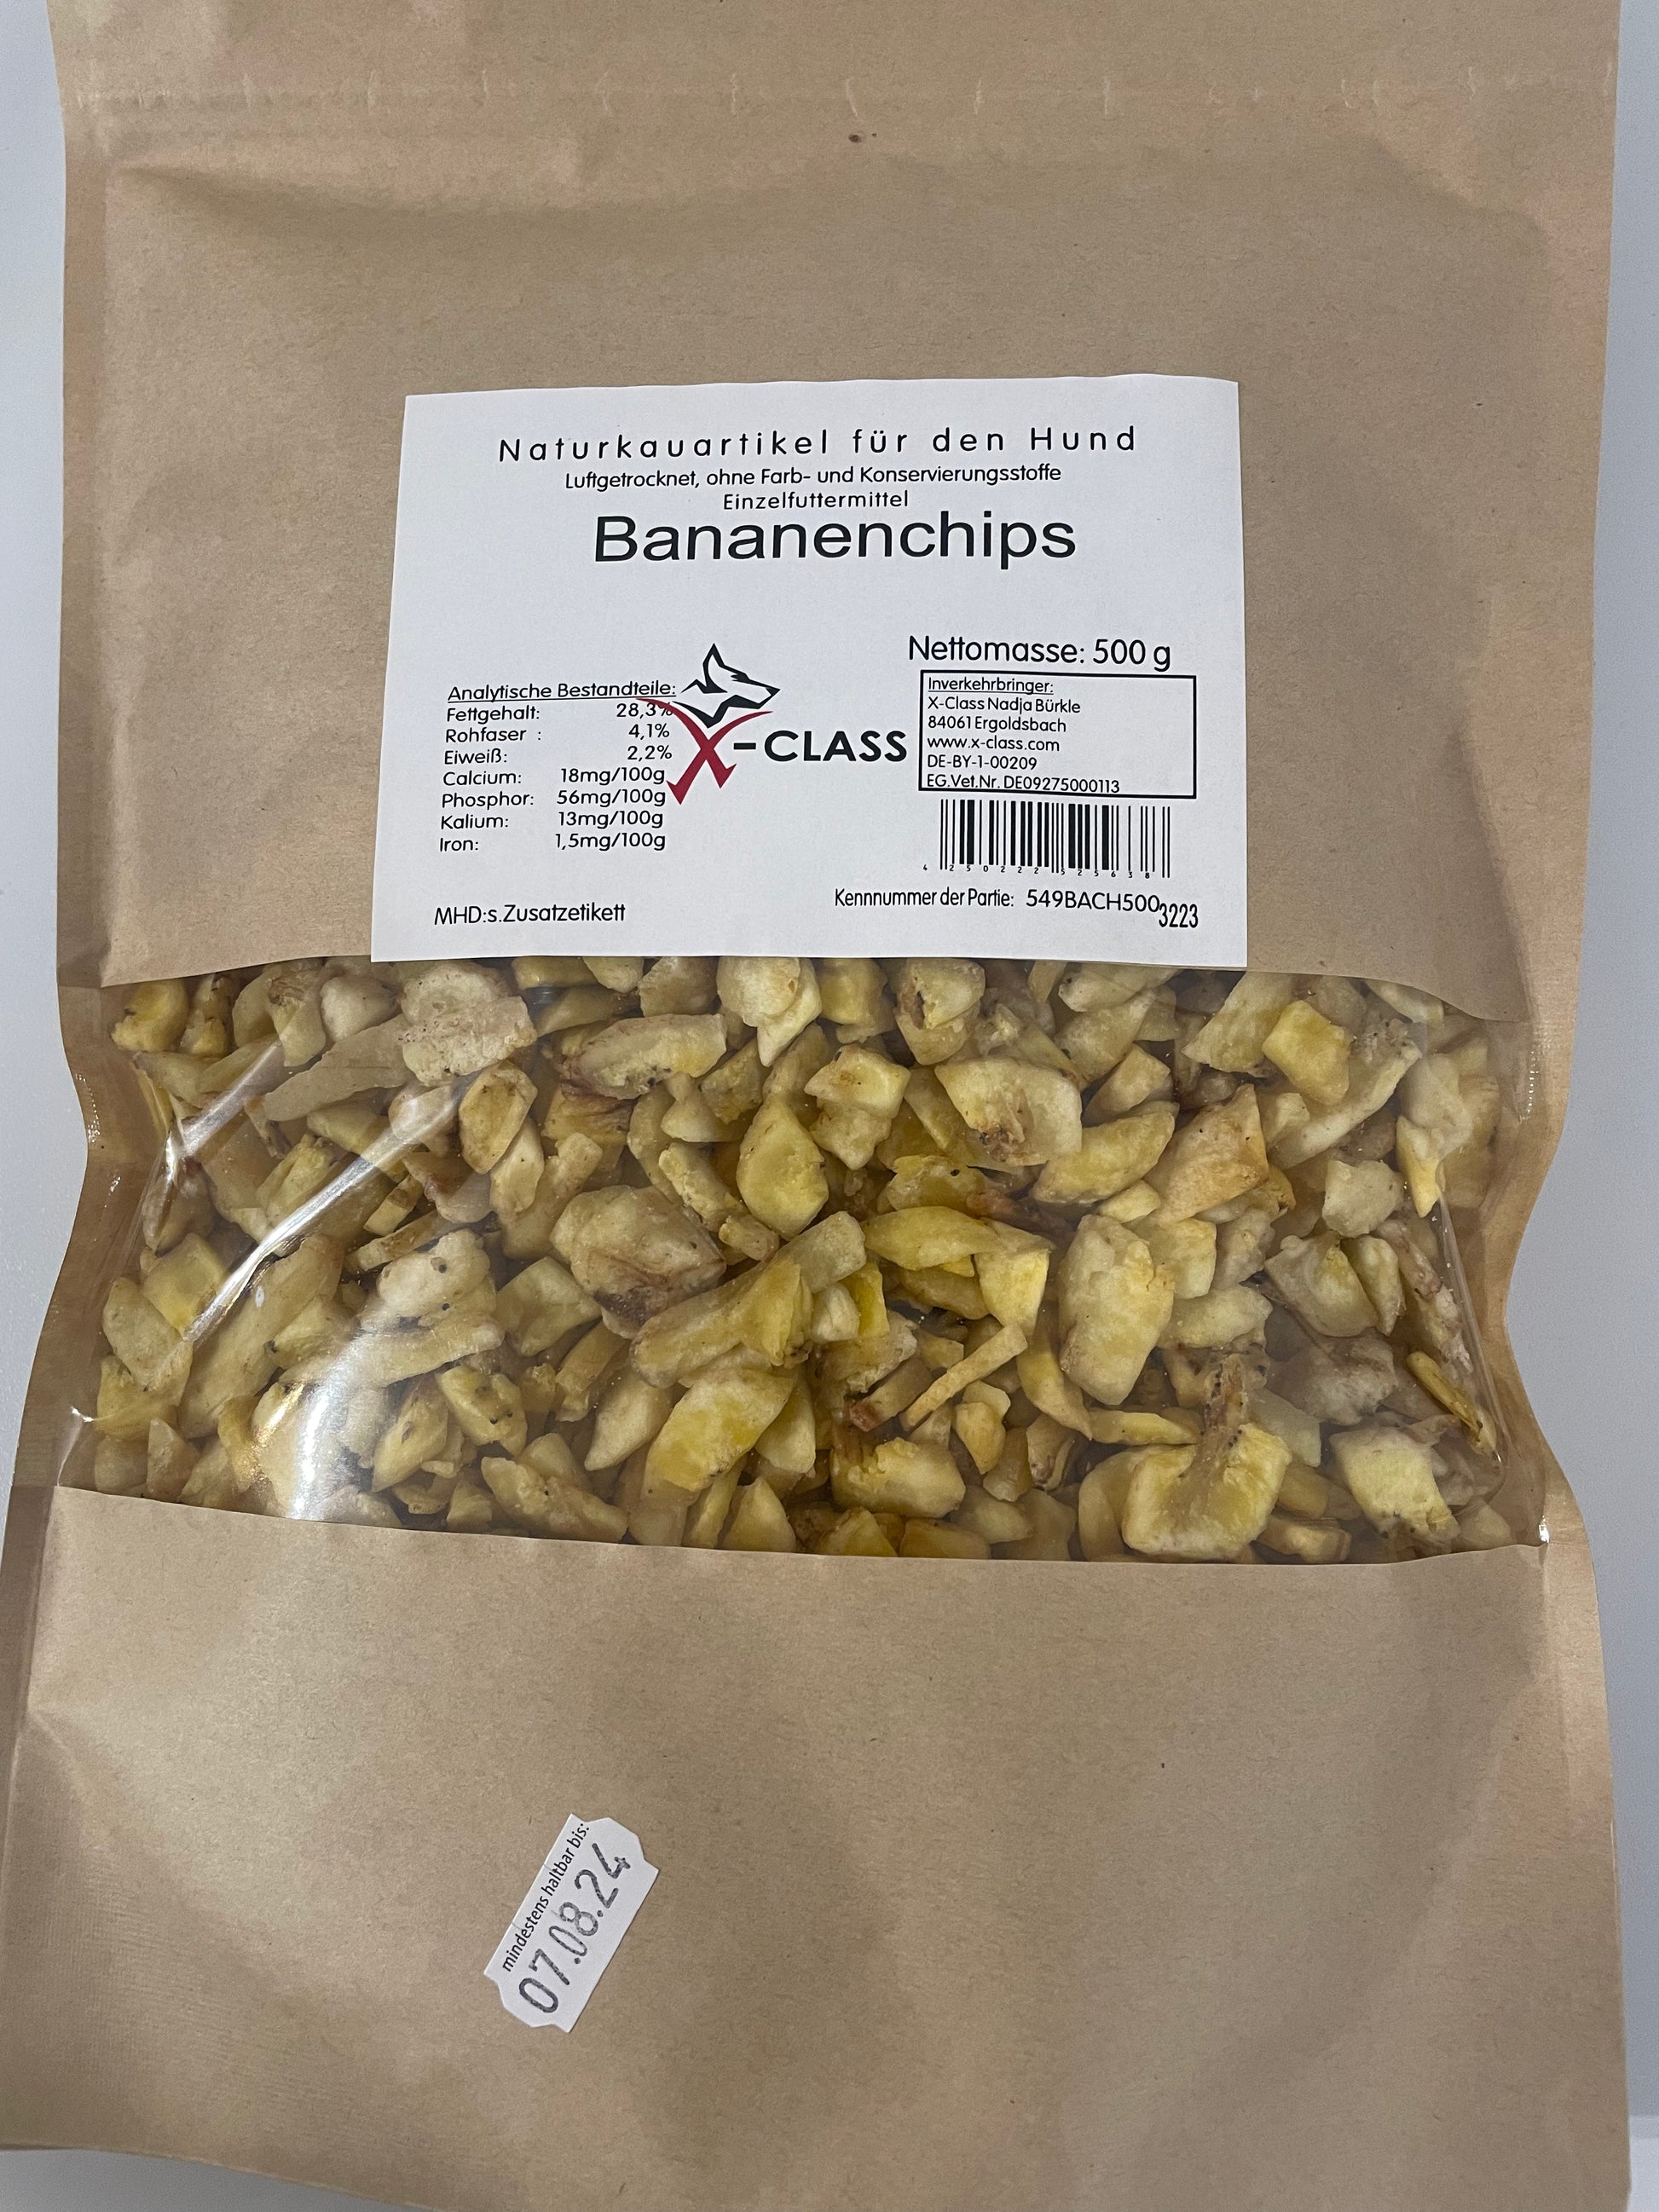 Naturkauartikel für den Hund
Luftgetrocknet, ohne Farb- und Konservierungsstoffe
Einzelfuttermittel
Bananenchips
Analytische Bestandteile:
Fettgehalt: 28,3%
Rohfaser : 4,1%
Eiweiß: 2,2%
Calcium: 18mg/100g
Phosphor: 56mg/100g
Kalium: 13mg/100g
Iron: 1,5mg/100g
MHD:s.Zusatzetikett
X-CLASS
Nettomasse: 500 g
Inverkehrbringer:
X-Class Nadja Bürkle
84061 Ergoldsbach
www.x-class.com
DE-BY-1-00209
EG.Vet.Nr. DE09275000113
4 250222 525638
Kennnummer der Partie: 549BACH500
3223
mindestens haltbar bis:
07.08.24